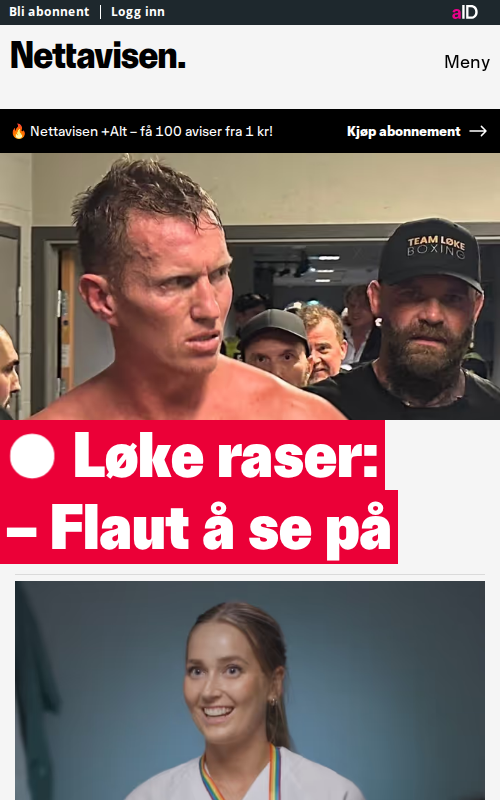 Bli abonnent
Logg inn
aID
Nettavisen.
Meny
🔥 Nettavisen +Alt – få 100 aviser fra 1 kr!
Kjøp abonnement →
TEAM LØKE
BOXING
Løke raser:
– Flaut å se på